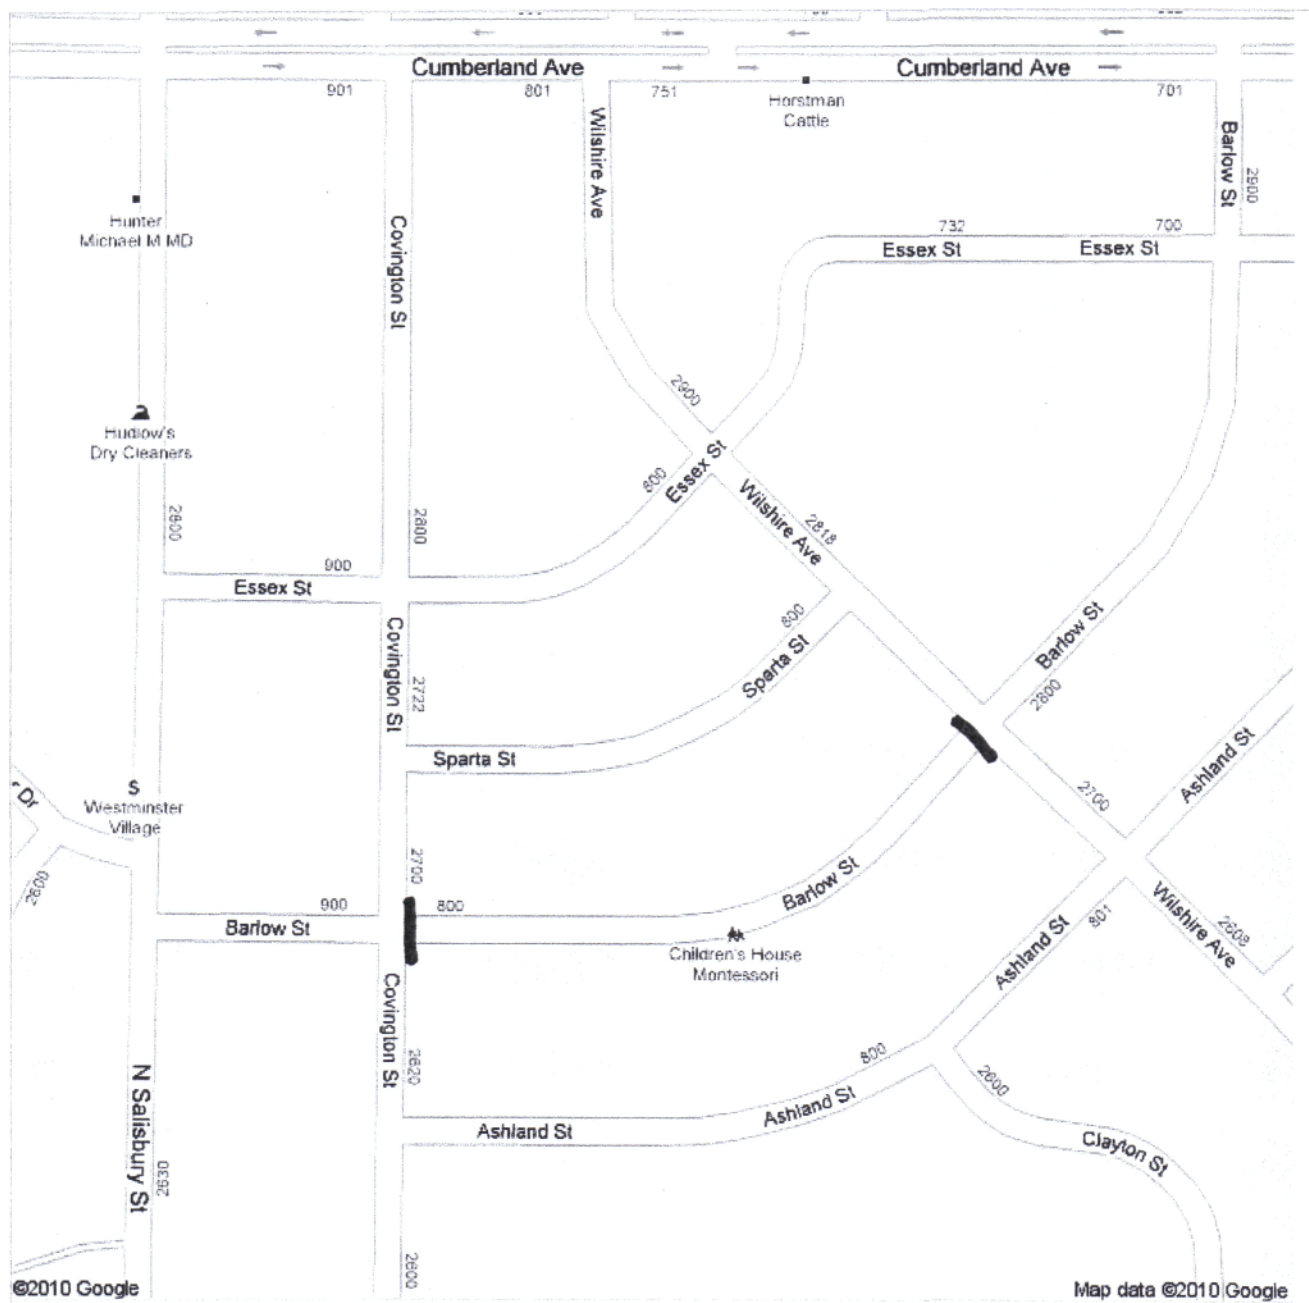 Cumberland Ave
Cumberland Ave
901
801
751
701
Horstman
Cattle
Wilshire Ave
Barlow St
2900
Hunter
Michael M MD
Covington St
732
700
Essex St
Essex St
2900
Hudlow's
Dry Cleaners
800
Essex St
2800
2800
Wilshire Ave
2818
900
Essex St
800
Sparta St
Barlow St
2800
Covington St
2722
Sparta St
Ashland St
r Dr
Westminster
Village
2700
2700
2600
Barlow St
900
800
Barlow St
Children's House
Montessori
Wilshire Ave
2608
801
Ashland St
Covington St
2620
800
2600
Ashland St
Ashland St
Clayton St
N Salisbury St
2630
2600
©2010 Google
Map data ©2010 Google